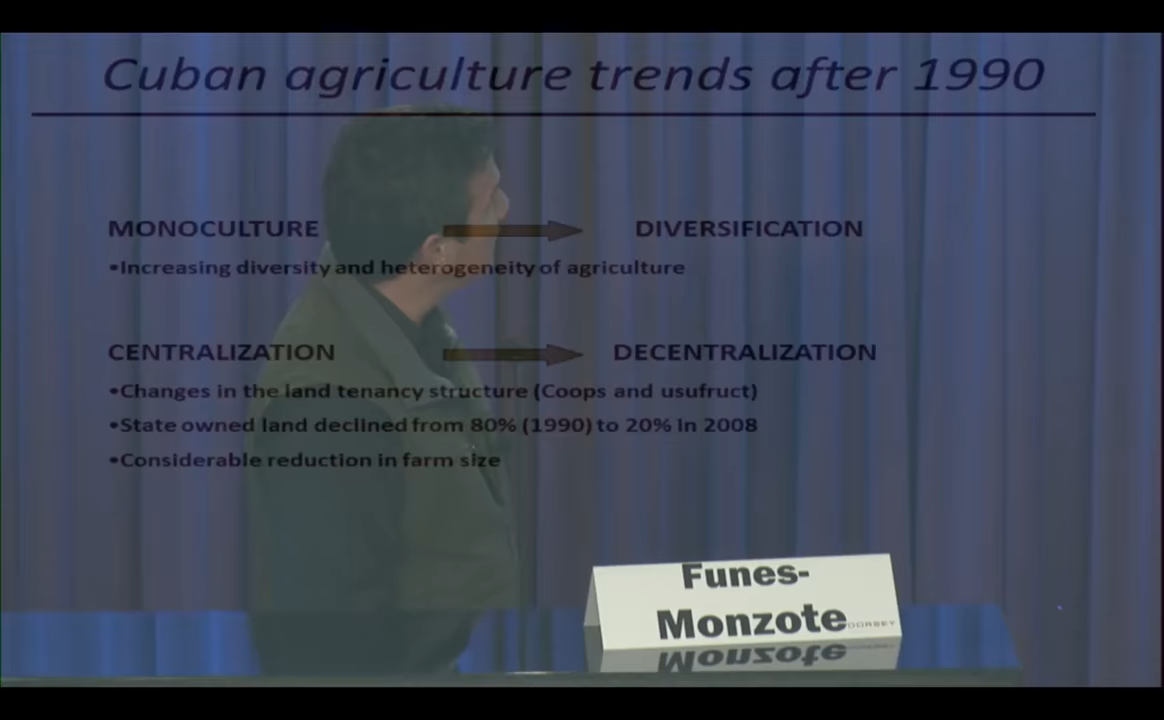 Cuban agriculture trends after 1990
MONOCULTURE DIVERSIFICATION
•Increasing diversity and heterogeneity of agriculture
CENTRALIZATION DECENTRALIZATION
•Changes in the land tenancy structure (Coops and usufruct)
•State owned land declined from 80% (1990) to 20% in 2008
•Considerable reduction in farm size
Funes-
Monzote
DORSEY
Monzote